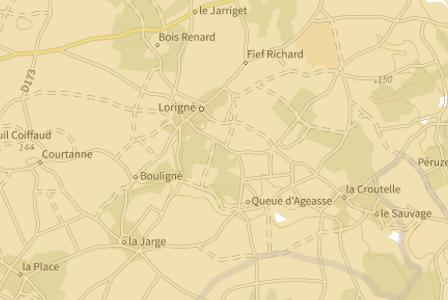 le Jarriget
Bois Renard
Fief Richard
D173
150
Lorigné
uil Coiffaud
144
Courtanne
Péruze
Bouligné
la Croutelle
Queue d'Ageasse
le Sauvage
la Jarge
la Place